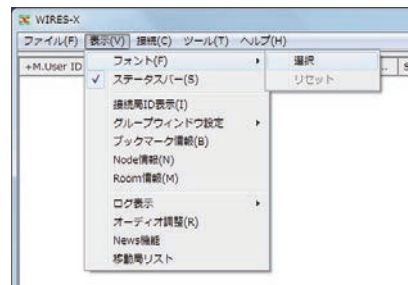 WIRES-X
ファイル(F) 表示(V) 接続(C) ツール(T) ヘルプ(H)
+M.User ID
フォント(F)
選択
リセット
ステータスバー(S)
接続局ID表示(I)
グループウィンドウ設定
ブックマーク情報(B)
Node情報(N)
Room情報(M)
ログ表示
オーディオ調整(R)
News機能
移動局リスト